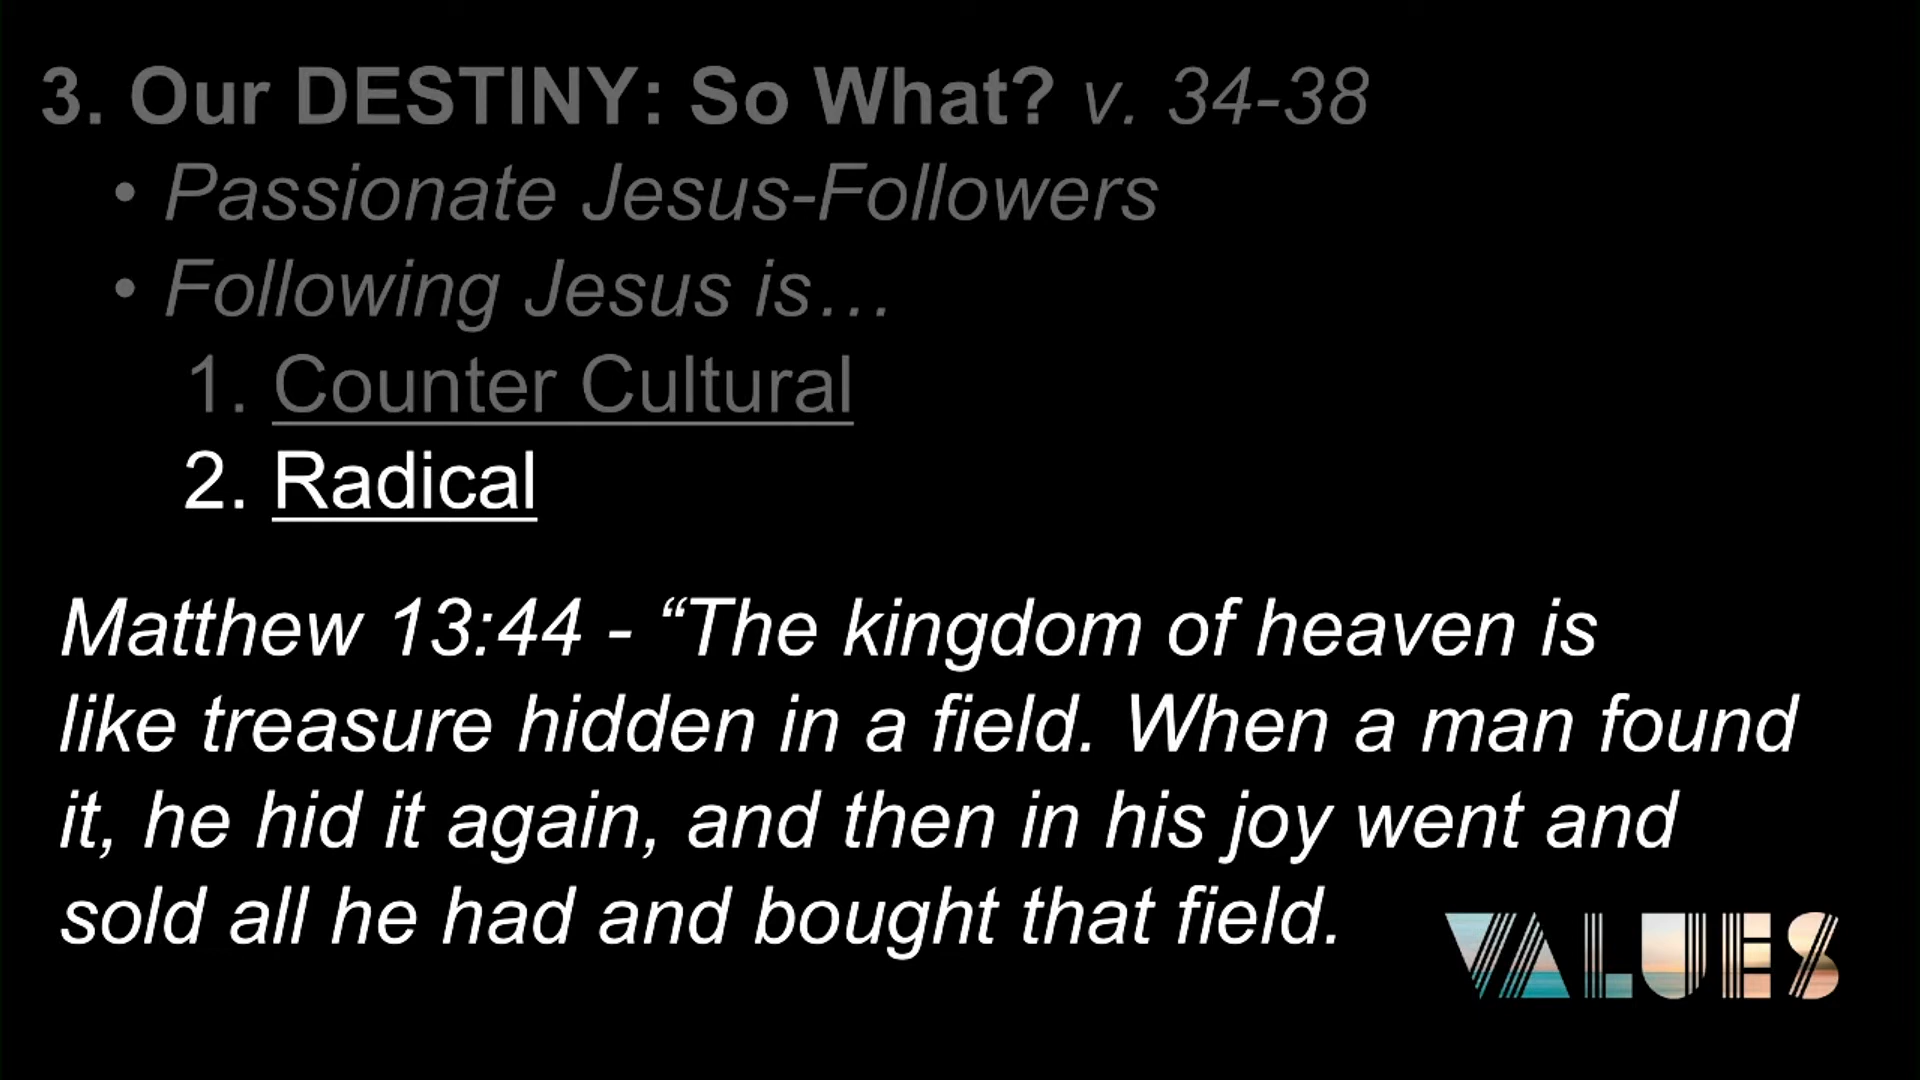 3. Our DESTINY: So What? v. 34-38
• Passionate Jesus-Followers
• Following Jesus is…
1. Counter Cultural
2. Radical
Matthew 13:44 - “The kingdom of heaven is
like treasure hidden in a field. When a man found
it, he hid it again, and then in his joy went and
sold all he had and bought that field.
VALUES